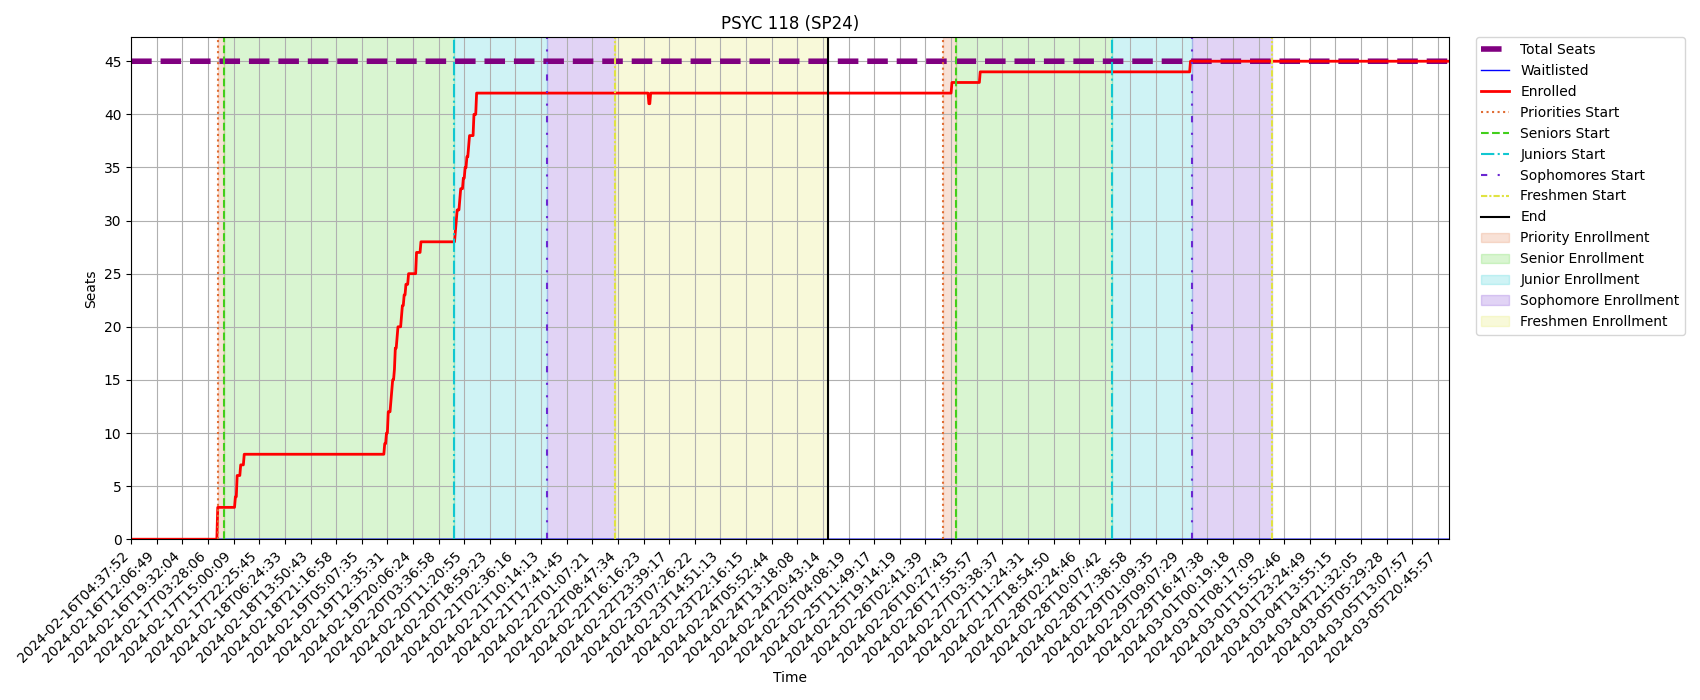 PSYC 118 (SP24)
Seats
45
40
35
30
25
20
15
10
5
0
2024-02-16T04:37:52
2024-02-16T12:06:49
2024-02-16T19:32:04
2024-02-17T03:28:06
2024-02-17T15:00:09
2024-02-17T22:25:45
2024-02-18T06:24:33
2024-02-18T13:50:43
2024-02-18T21:16:58
2024-02-19T05:07:35
2024-02-19T12:35:31
2024-02-19T20:06:24
2024-02-20T03:36:58
2024-02-20T11:20:55
2024-02-20T18:59:23
2024-02-21T02:36:16
2024-02-21T10:14:13
2024-02-21T17:41:45
2024-02-22T01:07:21
2024-02-22T08:47:34
2024-02-22T16:16:23
2024-02-22T23:39:17
2024-02-23T07:26:22
2024-02-23T14:51:13
2024-02-23T22:16:15
2024-02-24T05:52:44
2024-02-24T13:18:08
2024-02-24T20:43:14
2024-02-25T04:08:19
2024-02-25T11:49:17
2024-02-25T19:14:19
2024-02-26T02:41:39
2024-02-26T10:27:43
2024-02-26T17:55:57
2024-02-27T01:38:37
2024-02-27T11:24:31
2024-02-27T18:54:50
2024-02-28T02:24:46
2024-02-28T10:07:42
2024-02-28T17:38:58
2024-02-29T01:09:35
2024-02-29T09:07:29
2024-02-29T16:47:38
2024-03-01T00:19:18
2024-03-01T08:17:09
2024-03-01T15:52:46
2024-03-01T23:24:49
2024-03-04T13:55:15
2024-03-04T21:32:05
2024-03-05T05:29:28
2024-03-05T13:07:57
2024-03-05T20:45:57
Time
Total Seats
Waitlisted
Enrolled
Priorities Start
Seniors Start
Juniors Start
Sophomores Start
Freshmen Start
End
Priority Enrollment
Senior Enrollment
Junior Enrollment
Sophomore Enrollment
Freshmen Enrollment